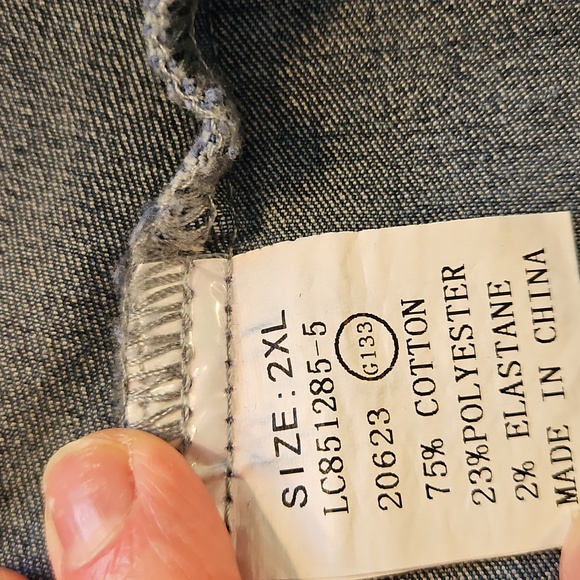 SIZE:2XL
LC851285-5
20623 G133
75% COTTON
23%POLYESTER
2% ELASTANE
MADE IN CHINA